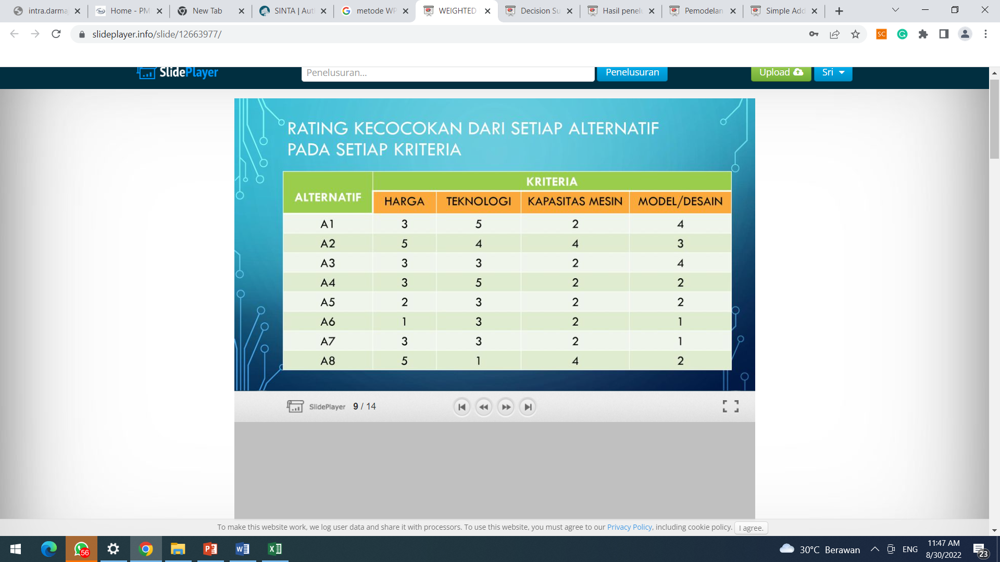 intra.darma
Home - PM
New Tab
SINTA | Aut
metode WP
WEIGHTED
Decision Su
Hasil penel
Pemodelan
Simple Add
slideplayer.info/slide/12663977/
SC
SlidePlayer
Penelusuran...
Penelusuran
Upload
Sri
RATING KECOCOKAN DARI SETIAP ALTERNATIF
PADA SETIAP KRITERIA
ALTERNATIF KRITERIA
HARGA TEKNOLOGI KAPASITAS MESIN MODEL/DESAIN
A1 3 5 2 4
A2 5 4 4 3
A3 3 3 2 4
A4 3 5 2 2
A5 2 3 2 2
A6 1 3 2 1
A7 3 3 2 1
A8 5 1 4 2
SlidePlayer 9 / 14
To make this website work, we log user data and share it with processors. To use this website, you must agree to our Privacy Policy, including cookie policy. I agree.
56
30°C Berawan
ENG
11:47 AM
8/30/2022
23